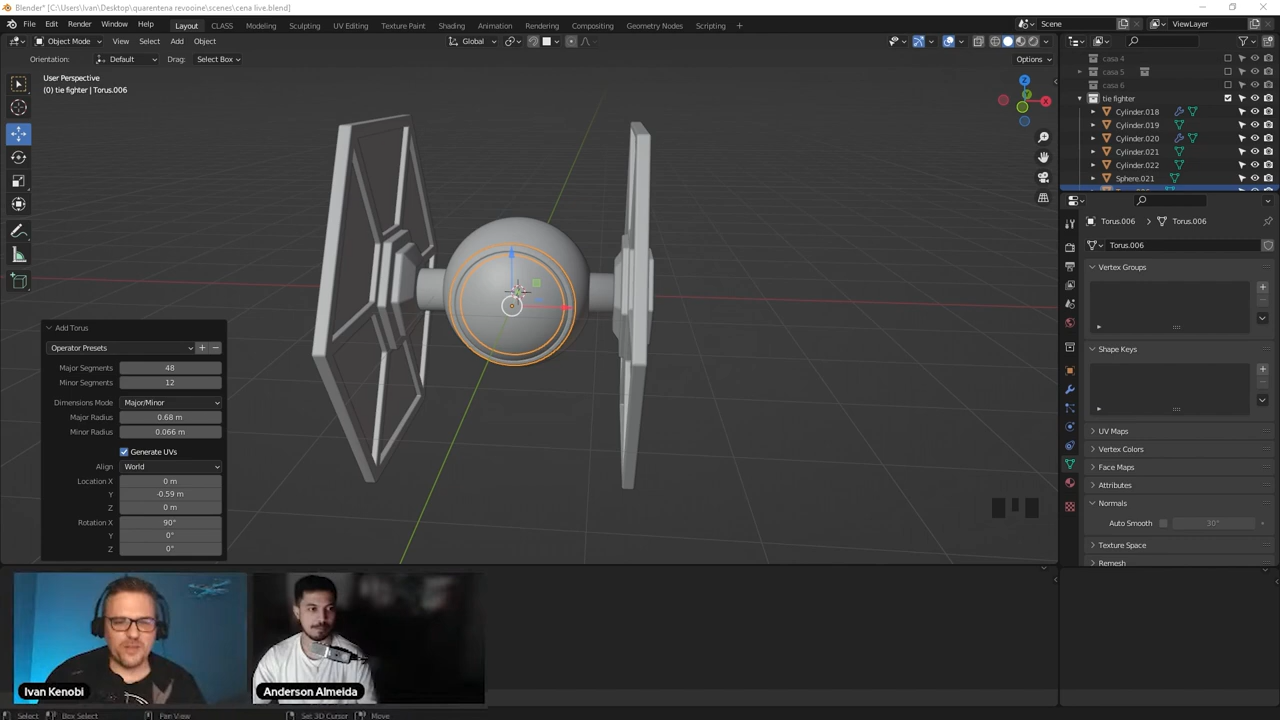 Blender* [C:\Users\Ivan\Desktop\quarentena revooine\scenes\cena live.blend]
File Edit Render Window Help Layout CLASS Modeling Sculpting UV Editing Texture Paint Shading Animation Rendering Compositing Geometry Nodes Scripting + Scene ViewLayer
Object Mode View Select Add Object Global
Orientation: Default Drag: Select Box Options
User Perspective
(0) tie fighter | Torus.006
Z
X
Y
casa 4
casa 5
casa 6
tie fighter
Cylinder.018
Cylinder.019
Cylinder.020
Cylinder.021
Cylinder.022
Sphere.021
Torus.006 Torus.006
Torus.006
Vertex Groups
Shape Keys
UV Maps
Vertex Colors
Face Maps
Attributes
Normals
Auto Smooth 30°
Texture Space
Remesh
Add Torus
Operator Presets
Major Segments 48
Minor Segments 12
Dimensions Mode Major/Minor
Major Radius 0.68 m
Minor Radius 0.066 m
Generate UVs
Align World
Location X 0 m
Y -0.59 m
Z 0 m
Rotation X 90°
Y 0°
Z 0°
Ivan Kenobi
Anderson Almeida
Select Box Select Pan View Set 3D Cursor Move